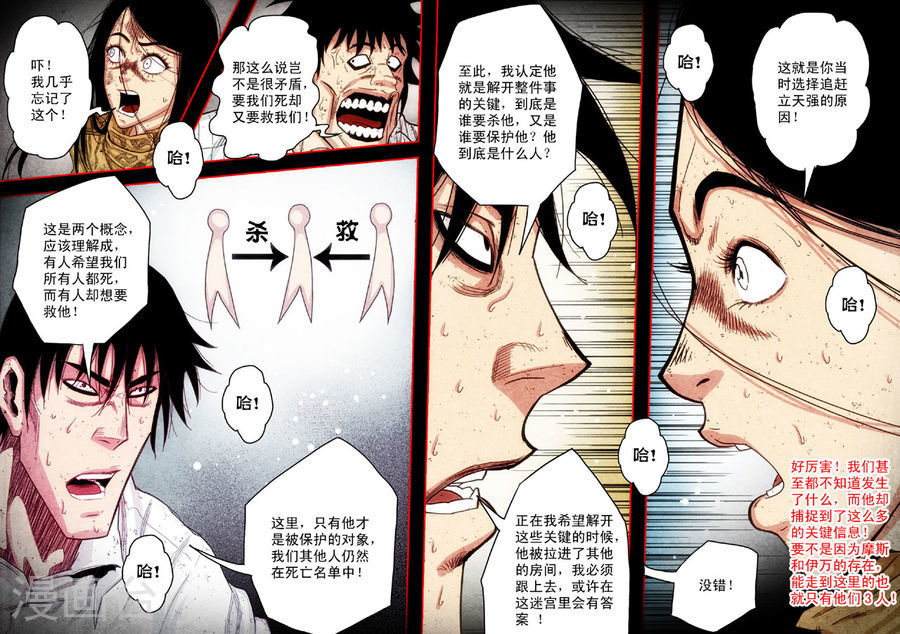 吓！
我几乎
忘记了
这个！
那这么说岂
不是很矛盾，
要我们死却
又要救我们！
哈！
这是两个概念，
应该理解成，
有人希望我们
所有人都死，
而有人却想要
救他！
杀
救
哈！
这里，只有他才
是被保护的对象，
我们其他人仍然
在死亡名单中！
哈！
至此，我认定他
就是解开整件事
的关键，到底是
谁要杀他，又是
谁要保护他？他
到底是什么人？
哈！
哈！
正在我希望解开
这些关键的时候，
他被拉进了其他
的房间，我必须
跟上去，或许在
这迷宫里会有答
案！
哈！
这就是你当
时选择追赶
立天强的原
因！
哈！
没错！
好厉害！我们甚
至都不知道发生
了什么，而他却
捕捉到了这么多
的关键信息！
要不是因为摩斯
和伊万的存在，
能走到这里的也
就只有他们3人！
漫画台